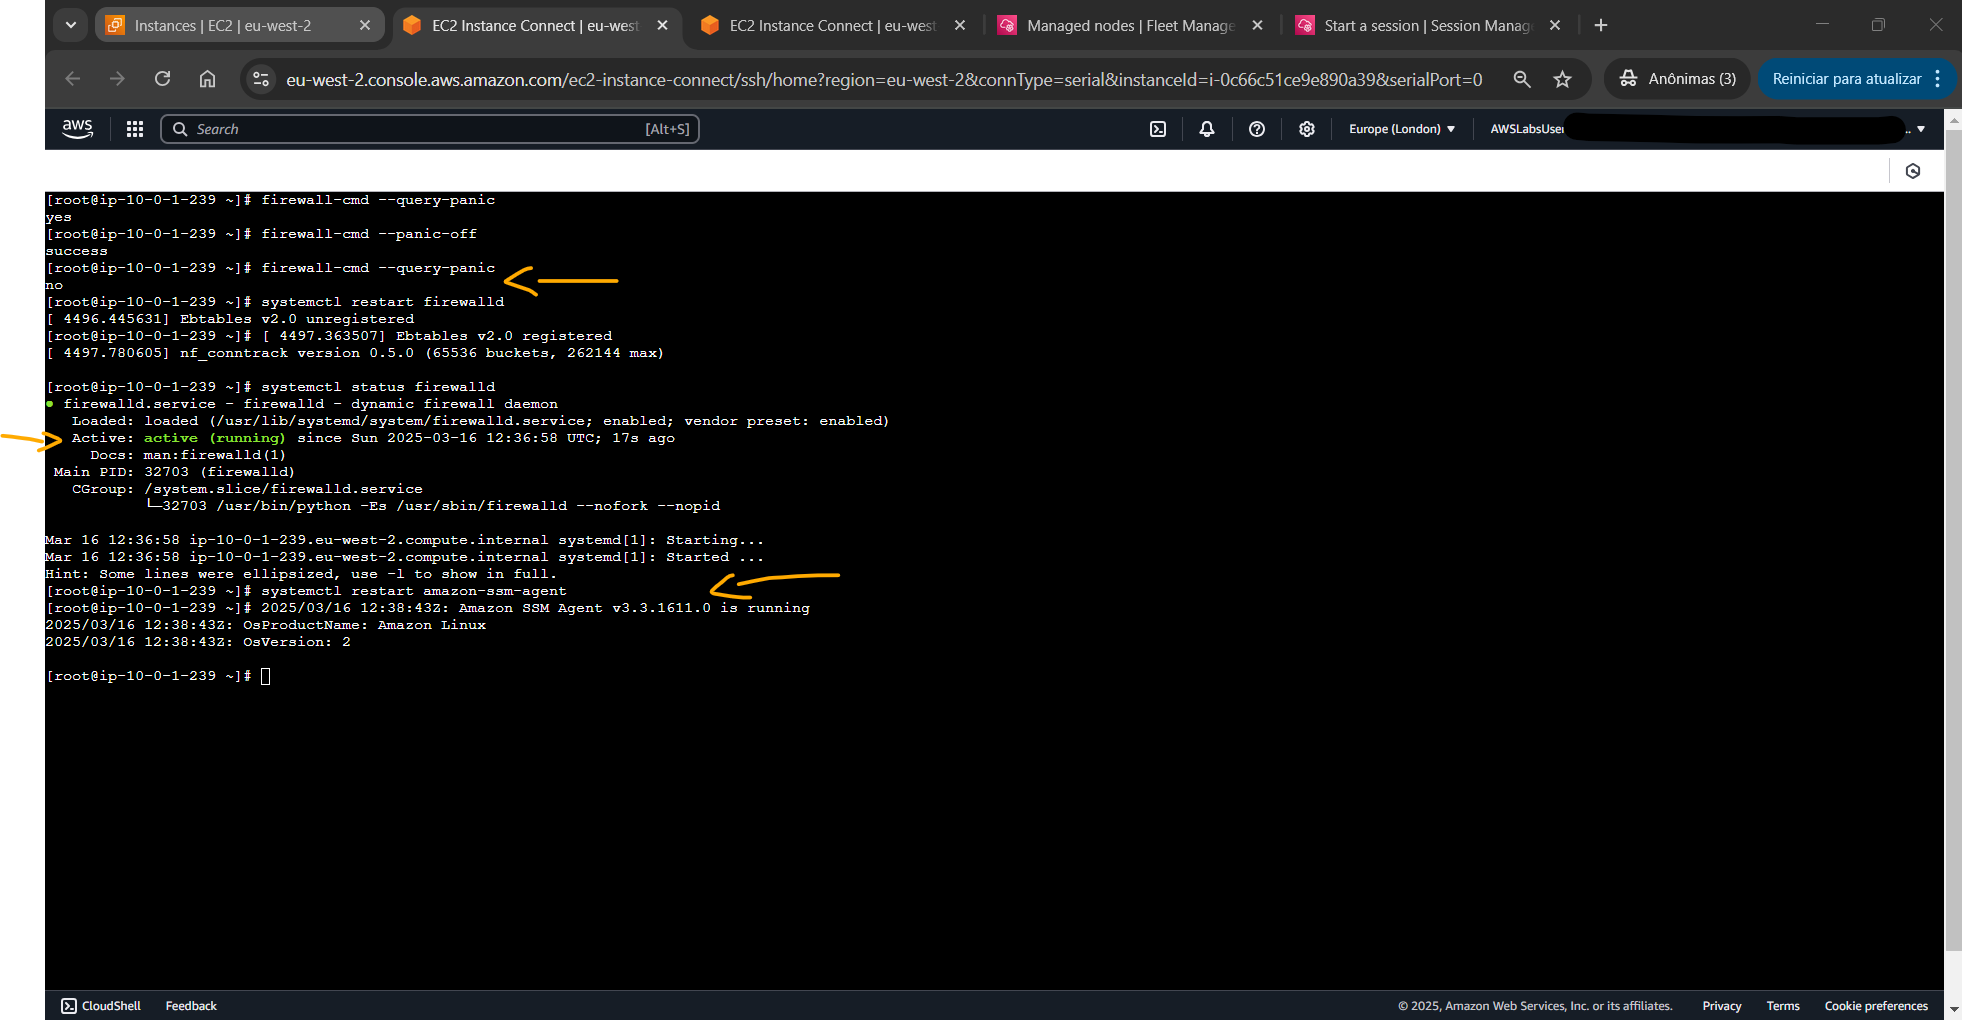 Instances | EC2 | eu-west-2
EC2 Instance Connect | eu-west
EC2 Instance Connect | eu-west
Managed nodes | Fleet Manage
Start a session | Session Manag
eu-west-2.console.aws.amazon.com/ec2-instance-connect/ssh/home?region=eu-west-2&connType=serial&instanceId=i-0c66c51ce9e890a39&serialPort=0
Anônimas (3)
Reiniciar para atualizar
aws
Search
[Alt+S]
Europe (London)
AWSLabsUser
..
[root@ip-10-0-1-239 ~]# firewall-cmd --query-panic
yes
[root@ip-10-0-1-239 ~]# firewall-cmd --panic-off
success
[root@ip-10-0-1-239 ~]# firewall-cmd --query-panic
no
[root@ip-10-0-1-239 ~]# systemctl restart firewalld
[ 4496.445631] Ebtables v2.0 unregistered
[root@ip-10-0-1-239 ~]# [ 4497.363507] Ebtables v2.0 registered
[ 4497.780605] nf_conntrack version 0.5.0 (65536 buckets, 262144 max)
[root@ip-10-0-1-239 ~]# systemctl status firewalld
● firewalld.service - firewalld - dynamic firewall daemon
Loaded: loaded (/usr/lib/systemd/system/firewalld.service; enabled; vendor preset: enabled)
Active: active (running) since Sun 2025-03-16 12:36:58 UTC; 17s ago
Docs: man:firewalld(1)
Main PID: 32703 (firewalld)
CGroup: /system.slice/firewalld.service
└─32703 /usr/bin/python -Es /usr/sbin/firewalld --nofork --nopid
Mar 16 12:36:58 ip-10-0-1-239.eu-west-2.compute.internal systemd[1]: Starting...
Mar 16 12:36:58 ip-10-0-1-239.eu-west-2.compute.internal systemd[1]: Started ...
Hint: Some lines were ellipsized, use -l to show in full.
[root@ip-10-0-1-239 ~]# systemctl restart amazon-ssm-agent
[root@ip-10-0-1-239 ~]# 2025/03/16 12:38:43Z: Amazon SSM Agent v3.3.1611.0 is running
2025/03/16 12:38:43Z: OsProductName: Amazon Linux
2025/03/16 12:38:43Z: OsVersion: 2
[root@ip-10-0-1-239 ~]#
CloudShell
Feedback
© 2025, Amazon Web Services, Inc. or its affiliates.
Privacy
Terms
Cookie preferences